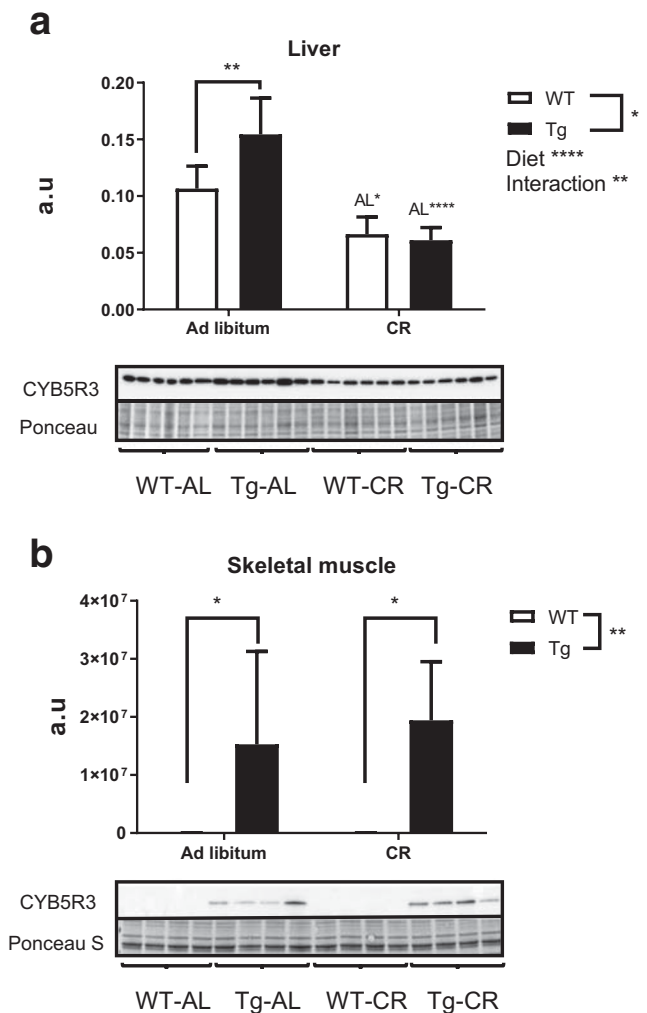 a
Liver
**
0.20
0.15
0.10
0.05
0.00
a.u
AL*
AL****
Ad libitum
CR
WT
Tg
*
Diet ****
Interaction **
CYB5R3
Ponceau
WT-AL Tg-AL WT-CR Tg-CR
b
Skeletal muscle
4×10⁷
3×10⁷
2×10⁷
1×10⁷
0
a.u
*
*
Ad libitum
CR
WT
Tg
**
CYB5R3
Ponceau S
WT-AL Tg-AL WT-CR Tg-CR